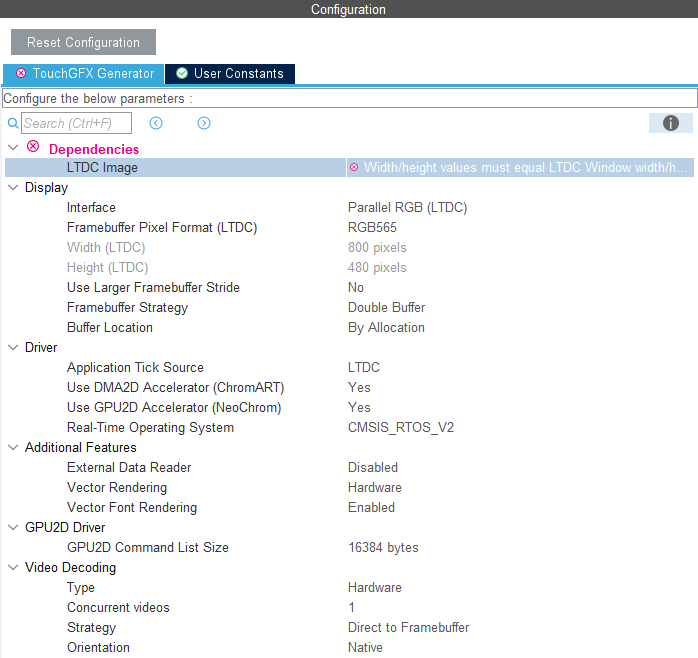 Configuration
Reset Configuration
TouchGFX Generator User Constants
Configure the below parameters :
Search (Ctrl+F)
Dependencies
LTDC Image Width/height values must equal LTDC Window width/h...
Display
Interface Parallel RGB (LTDC)
Framebuffer Pixel Format (LTDC) RGB565
Width (LTDC) 800 pixels
Height (LTDC) 480 pixels
Use Larger Framebuffer Stride No
Framebuffer Strategy Double Buffer
Buffer Location By Allocation
Driver
Application Tick Source LTDC
Use DMA2D Accelerator (ChromART) Yes
Use GPU2D Accelerator (NeoChrom) Yes
Real-Time Operating System CMSIS_RTOS_V2
Additional Features
External Data Reader Disabled
Vector Rendering Hardware
Vector Font Rendering Enabled
GPU2D Driver
GPU2D Command List Size 16384 bytes
Video Decoding
Type Hardware
Concurrent videos 1
Strategy Direct to Framebuffer
Orientation Native